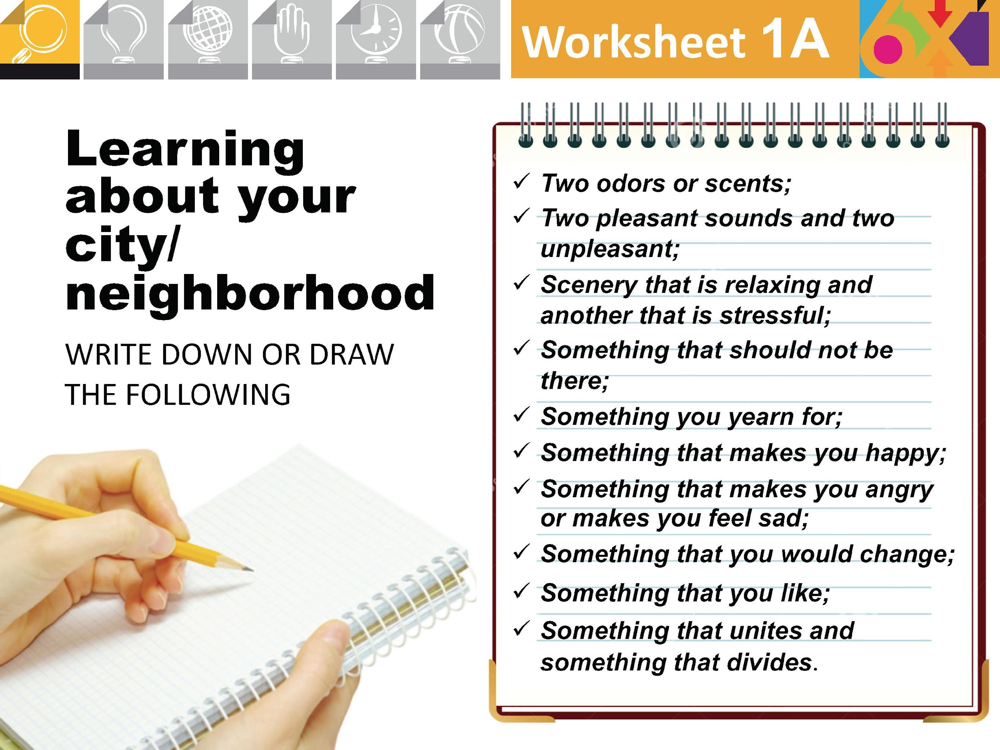 Worksheet 1A
6x'
Learning
about your
city/
neighborhood
WRITE DOWN OR DRAW
THE FOLLOWING
✓ Two odors or scents;
✓ Two pleasant sounds and two
unpleasant;
✓ Scenery that is relaxing and
another that is stressful;
✓ Something that should not be
there;
✓ Something you yearn for;
✓ Something that makes you happy;
✓ Something that makes you angry
or makes you feel sad;
✓ Something that you would change;
✓ Something that you like;
✓ Something that unites and
something that divides.